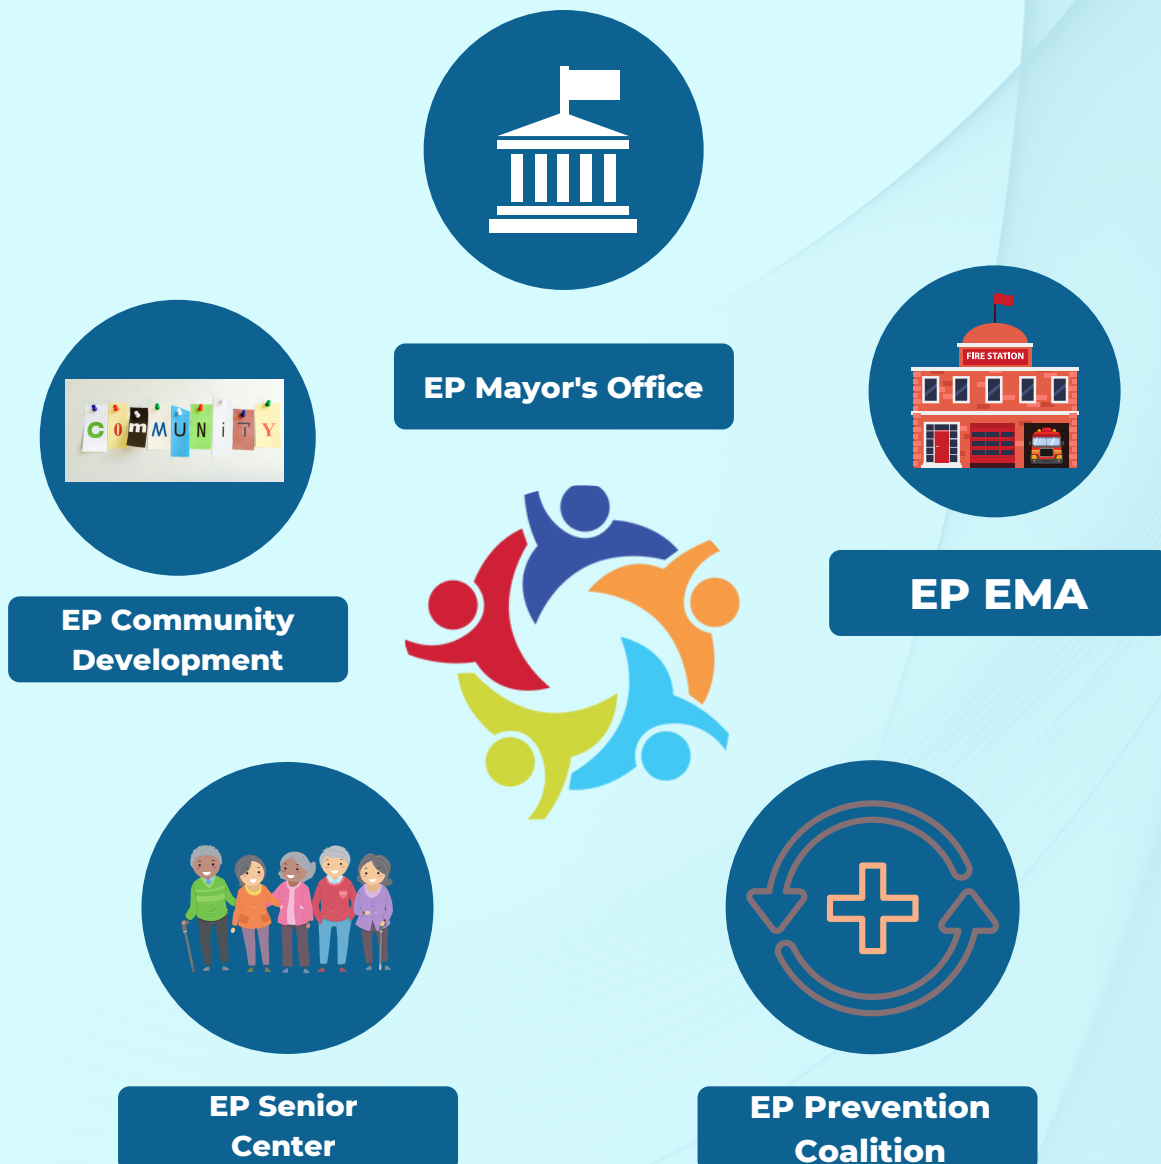 EP Mayor's Office
FIRE STATION
COmMUNiTY
EP EMA
EP Community
Development
EP Senior
Center
EP Prevention
Coalition